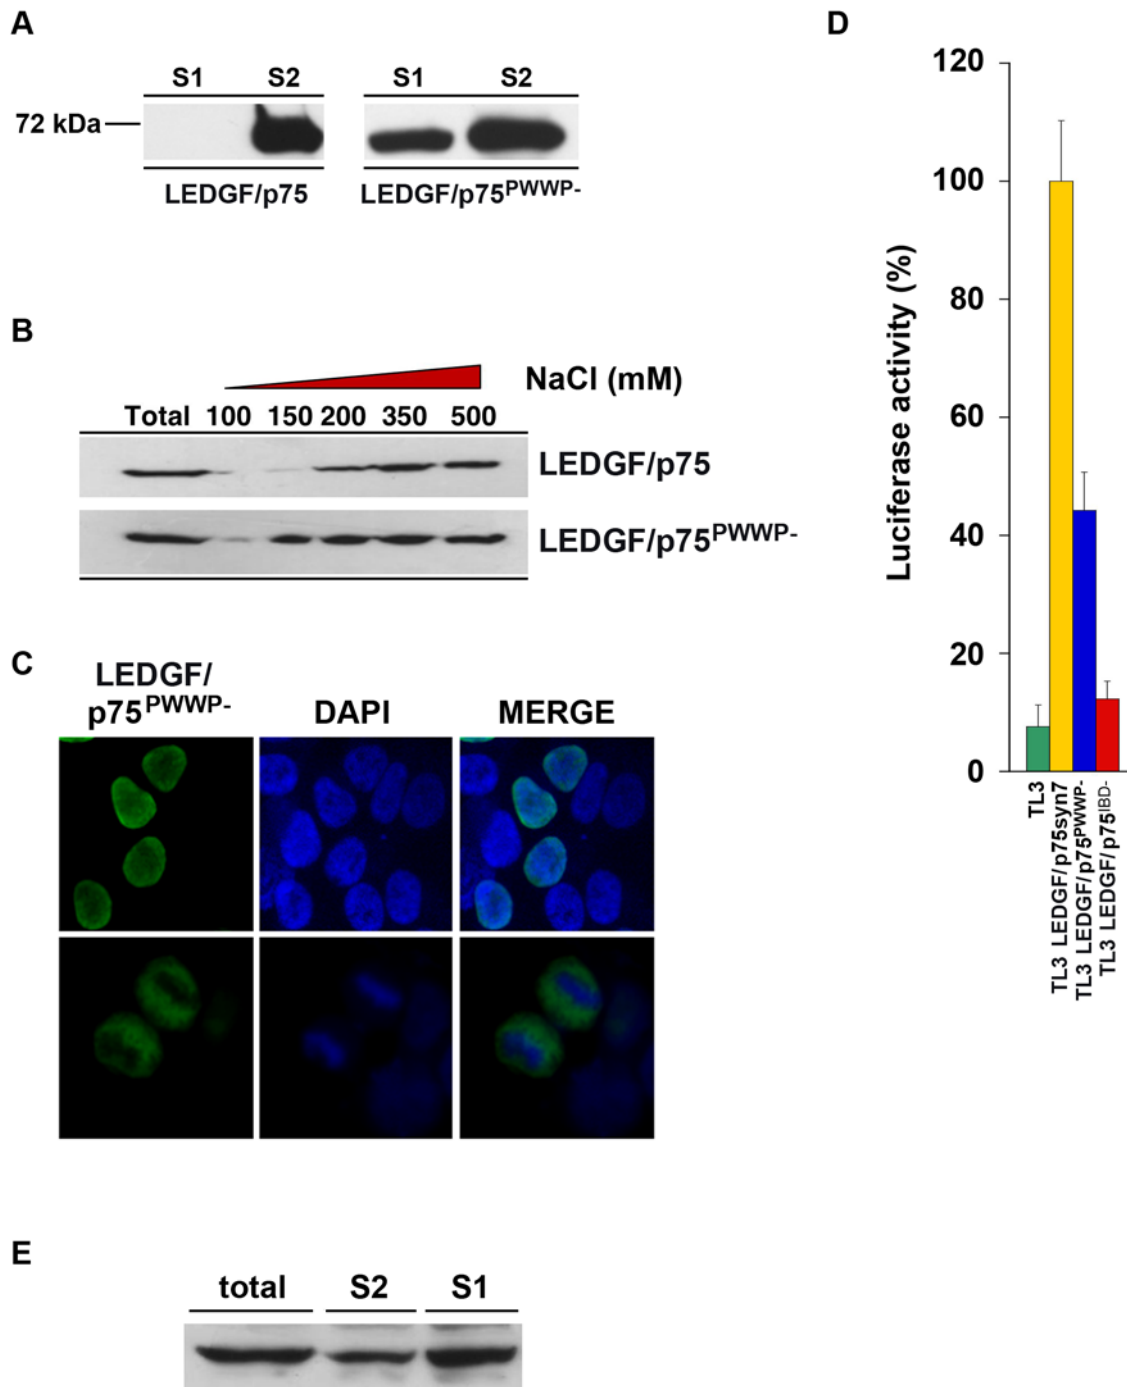 A
S1 S2 S1 S2
72 kDa
LEDGF/p75 LEDGF/p75PWWP-
B
NaCl (mM)
Total 100 150 200 350 500
LEDGF/p75
LEDGF/p75PWWP-
C
LEDGF/
p75PWWP- DAPI MERGE
D
Luciferase activity (%)
120
100
80
60
40
20
0
TL3
TL3 LEDGF/p75syn7
TL3 LEDGF/p75PWWP-
TL3 LEDGF/p75IBD-
E
total S2 S1